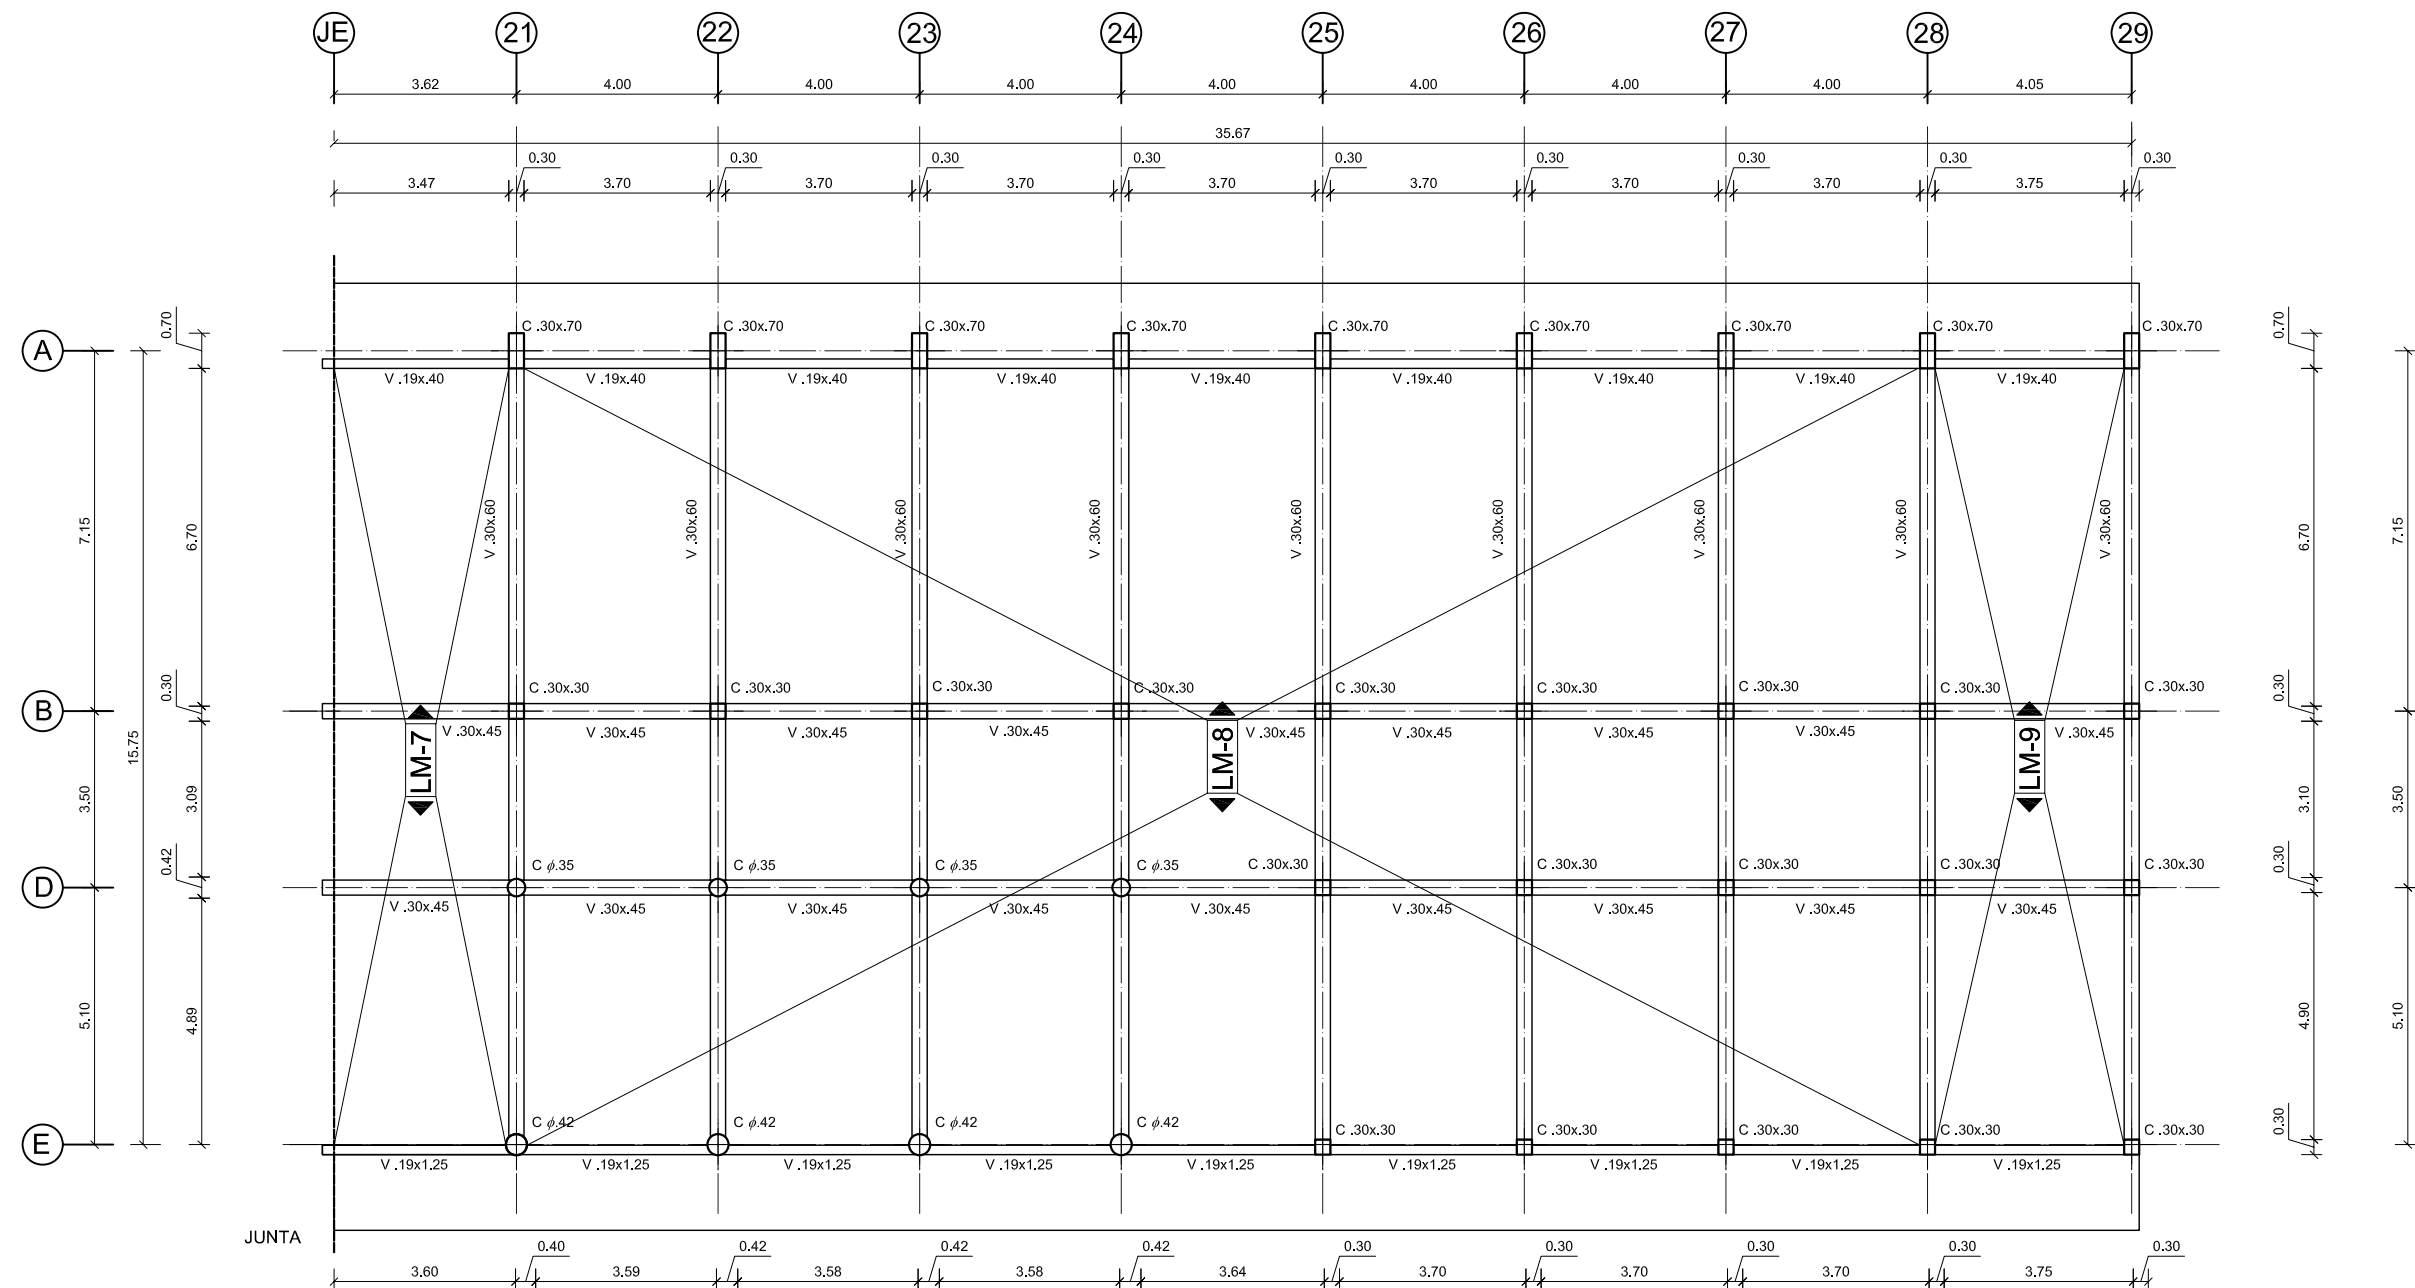 JE 21 22 23 24 25 26 27 28 29
3.62 4.00 4.00 4.00 4.00 4.00 4.00 4.00 4.05
35.67
0.30 0.30 0.30 0.30 0.30 0.30 0.30 0.30 0.30
3.47 3.70 3.70 3.70 3.70 3.70 3.70 3.70 3.75
0.70 C .30x.70 C .30x.70 C .30x.70 C .30x.70 C .30x.70 C .30x.70 C .30x.70 C .30x.70 C .30x.70 0.70
A
V .19x.40 V .19x.40 V .19x.40 V .19x.40 V .19x.40 V .19x.40 V .19x.40 V .19x.40 V .19x.40
7.15 6.70 V .30x.60 V .30x.60 V .30x.60 V .30x.60 V .30x.60 V .30x.60 V .30x.60 V .30x.60 V .30x.60 6.70 7.15
0.30 C .30x.30 C .30x.30 C .30x.30 C .30x.30 C .30x.30 C .30x.30 C .30x.30 C .30x.30 C .30x.30 0.30
B
V .30x.45 V .30x.45 V .30x.45 V .30x.45 V .30x.45 V .30x.45 V .30x.45 V .30x.45 V .30x.45
15.75
LM-7 LM-8 LM-9
3.50 3.09 3.10 3.50
0.42 C ϕ.35 C ϕ.35 C ϕ.35 C ϕ.35 C .30x.30 C .30x.30 C .30x.30 C .30x.30 C .30x.30 0.30
D
V .30x.45 V .30x.45 V .30x.45 V .30x.45 V .30x.45 V .30x.45 V .30x.45 V .30x.45 V .30x.45
5.10 4.89 4.90 5.10
C ϕ.42 C ϕ.42 C ϕ.42 C ϕ.42 C .30x.30 C .30x.30 C .30x.30 C .30x.30 C .30x.30 0.30
E
V .19x1.25 V .19x1.25 V .19x1.25 V .19x1.25 V .19x1.25 V .19x1.25 V .19x1.25 V .19x1.25 V .19x1.25
JUNTA
0.40 0.42 0.42 0.42 0.30 0.30 0.30 0.30 0.30
3.60 3.59 3.58 3.58 3.64 3.70 3.70 3.70 3.75